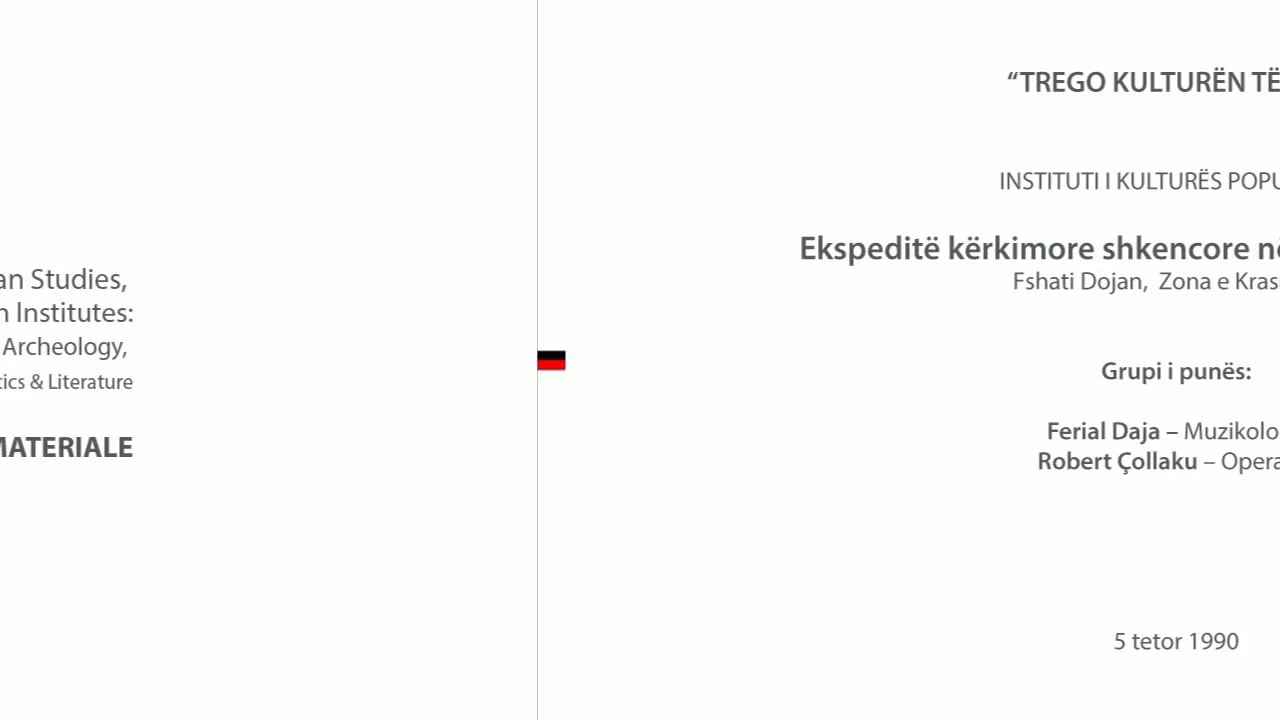 an Studies,
n Institutes:
Archeology,
tics & Literature
MATERIALE
“TREGO KULTURËN TË
INSTITUTI I KULTURËS POPU
Ekspeditë kërkimore shkencore në
Fshati Dojan, Zona e Kras
Grupi i punës:
Ferial Daja – Muzikolo
Robert Çollaku – Opera
5 tetor 1990